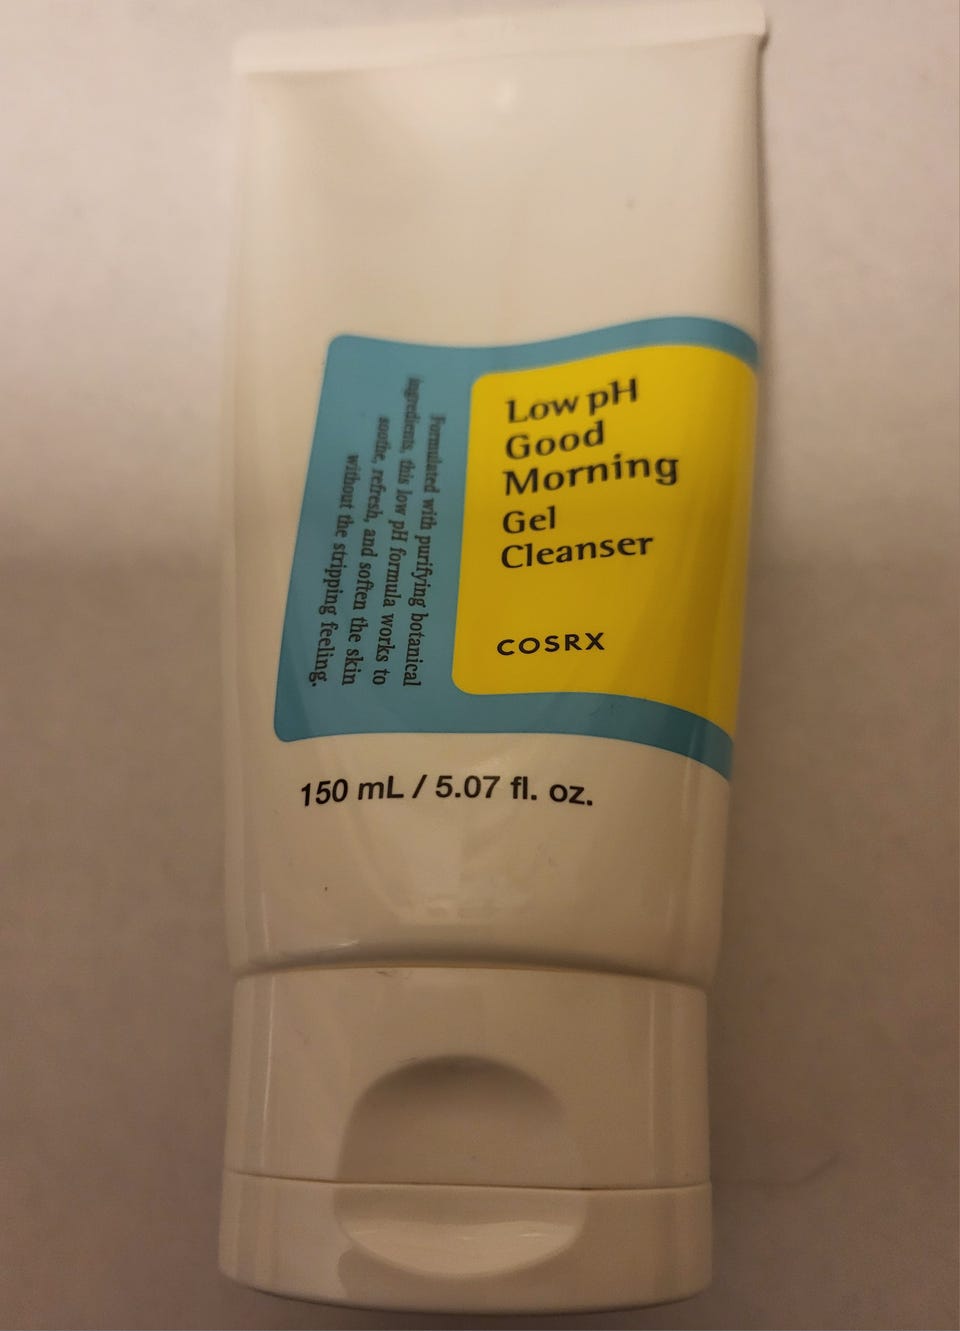 Low pH
Good
Morning
Gel
Cleanser
COSRX
Formulated with purifying botanical
ingredients, this low pH formula works to
soothe, refresh, and soften the skin
without the stripping feeling.
150 mL / 5.07 fl. oz.